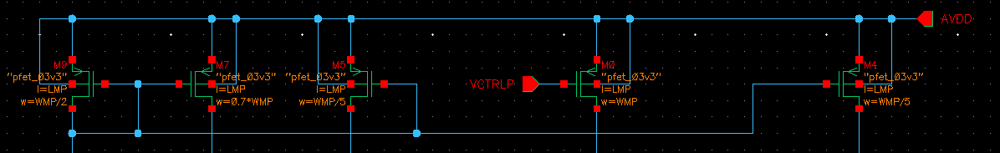 AVDD
M9
"pfet_03v3"
l=LMP
w=WMP/2
M7
"pfet_03v3"
l=LMP
w=0.7*WMP
M5
"pfet_03v3"
l=LMP
w=WMP/5
VCTRLP
M0
"pfet_03v3"
l=LMP
w=WMP
M4
"pfet_03v3"
l=LMP
w=WMP/5